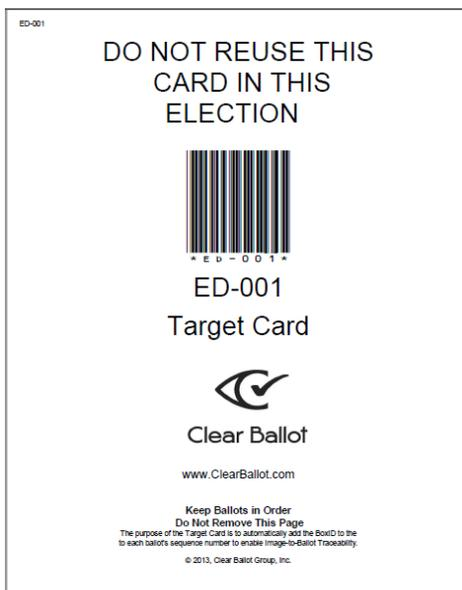 ED-001
DO NOT REUSE THIS
CARD IN THIS
ELECTION
*ED-001*
ED-001
Target Card
Clear Ballot
www.ClearBallot.com
Keep Ballots in Order
Do Not Remove This Page
The purpose of the Target Card is to automatically add the BoxID to the
to each ballot's sequence number to enable Image-to-Ballot Traceability.
© 2013, Clear Ballot Group, Inc.